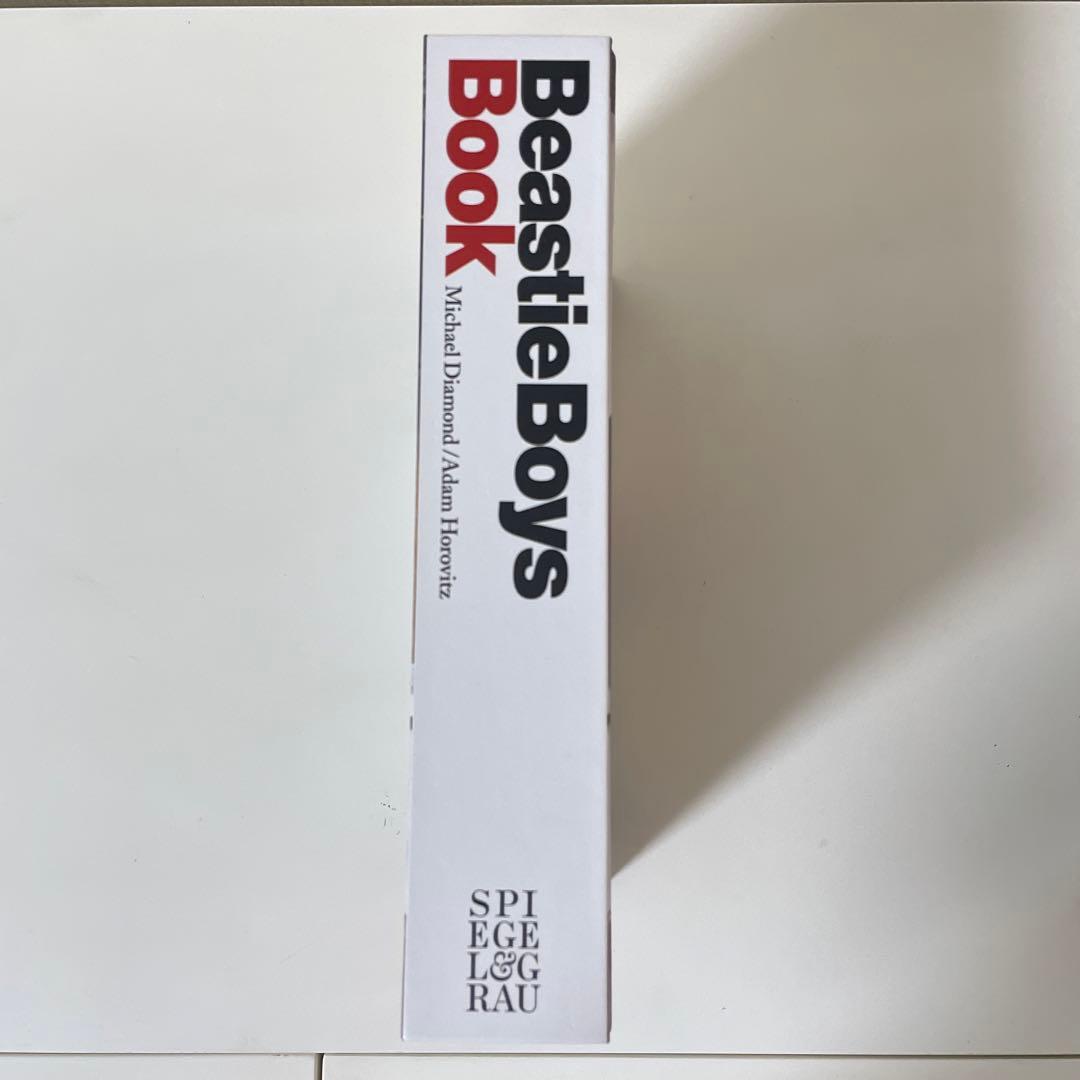 Beastie Boys
Book
Michael Diamond / Adam Horovitz
SPI
EGE
L&G
RAU